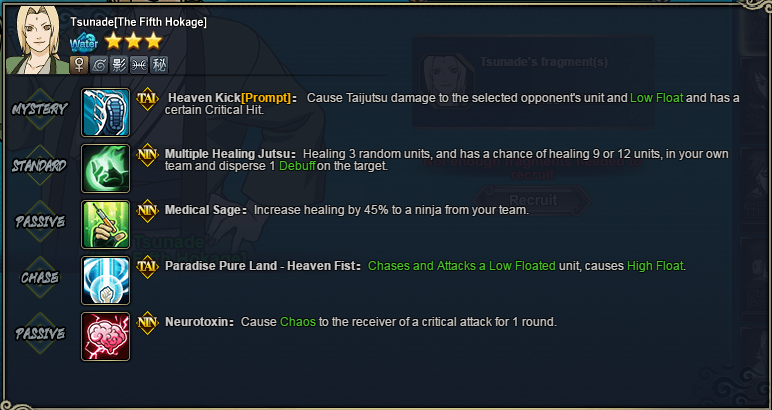 Tsunade[The Fifth Hokage]
Water
影 秘
Tsunade's fragment(s)
MYSTERY
TAI Heaven Kick[Prompt]: Cause Taijutsu damage to the selected opponent's unit and Low Float and has a
certain Critical Hit.
STANDARD
NIN Multiple Healing Jutsu: Healing 3 random units, and has a chance of healing 9 or 12 units, in your own
team and disperse 1 Debuff on the target.
Recruit
PASSIVE
NIN Medical Sage: Increase healing by 45% to a ninja from your team.
Tsunade
CHASE
TAI Paradise Pure Land - Heaven Fist: Chases and Attacks a Low Floated unit, causes High Float.
PASSIVE
NIN Neurotoxin: Cause Chaos to the receiver of a critical attack for 1 round.